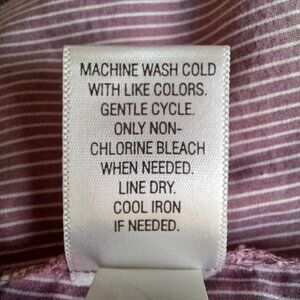 MACHINE WASH COLD
WITH LIKE COLORS.
GENTLE CYCLE.
ONLY NON-
CHLORINE BLEACH
WHEN NEEDED.
LINE DRY.
COOL IRON
IF NEEDED.